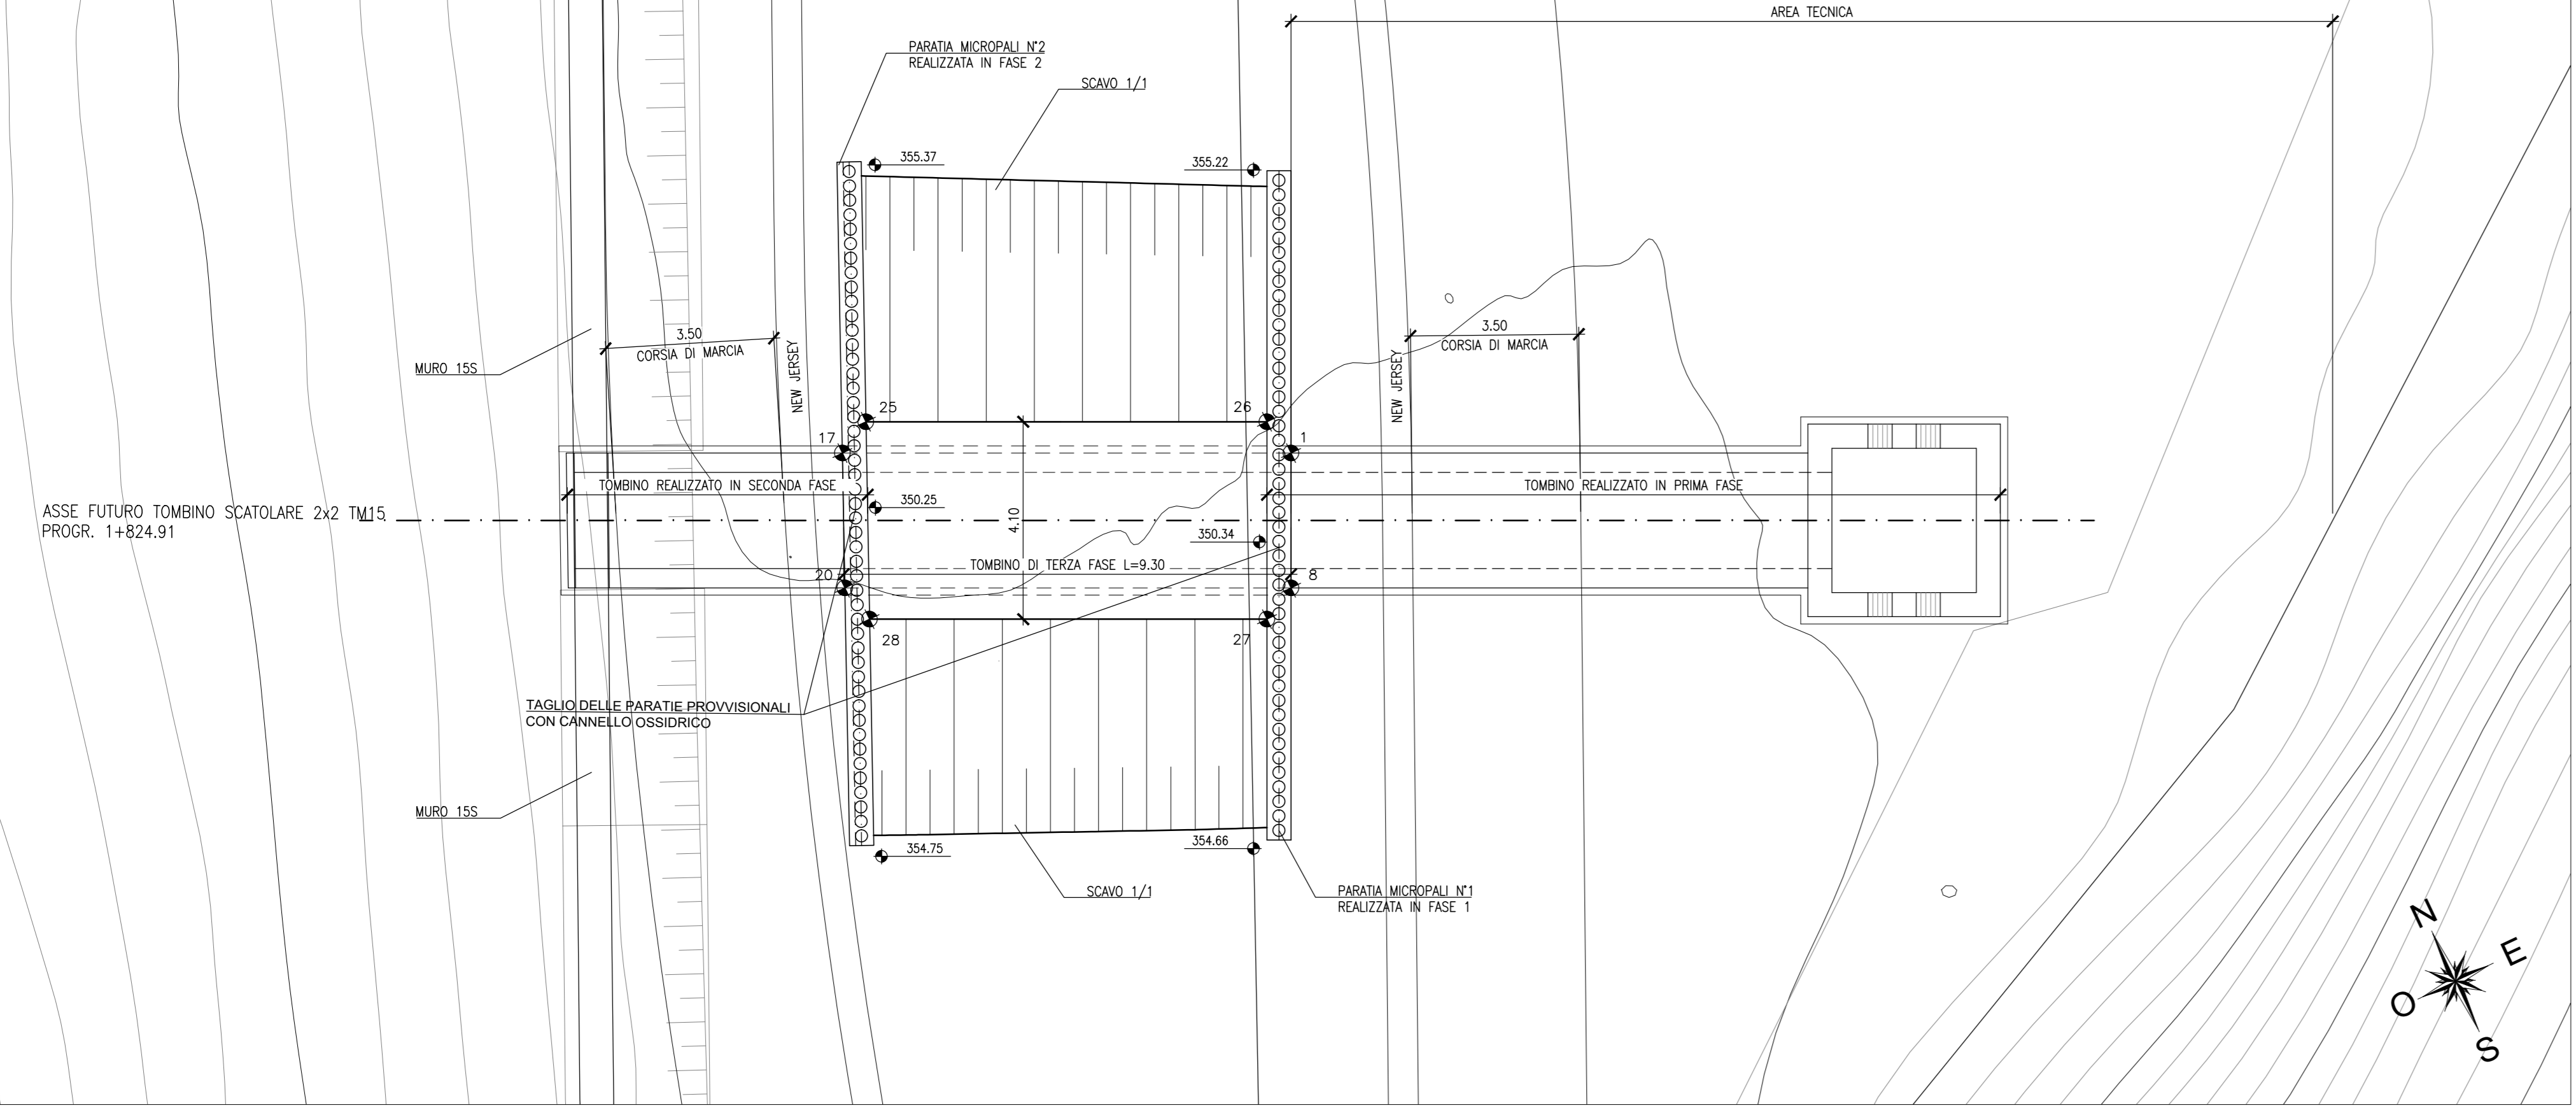 AREA TECNICA
PARATIA MICROPALI N°2
REALIZZATA IN FASE 2
SCAVO 1/1
355.37
355.22
3.50
CORSIA DI MARCIA
NEW JERSEY
3.50
CORSIA DI MARCIA
NEW JERSEY
MURO 15S
25
26
17
1
TOMBINO REALIZZATO IN SECONDA FASE
TOMBINO REALIZZATO IN PRIMA FASE
350.25
ASSE FUTURO TOMBINO SCATOLARE 2x2 TM15
PROGR. 1+824.91
4.10
350.34
TOMBINO DI TERZA FASE L=9.30
20
8
28
27
TAGLIO DELLE PARATIE PROVVISIONALI
CON CANNELLO OSSIDRICO
MURO 15S
354.75
354.66
SCAVO 1/1
PARATIA MICROPALI N°1
REALIZZATA IN FASE 1
N
E
O
S